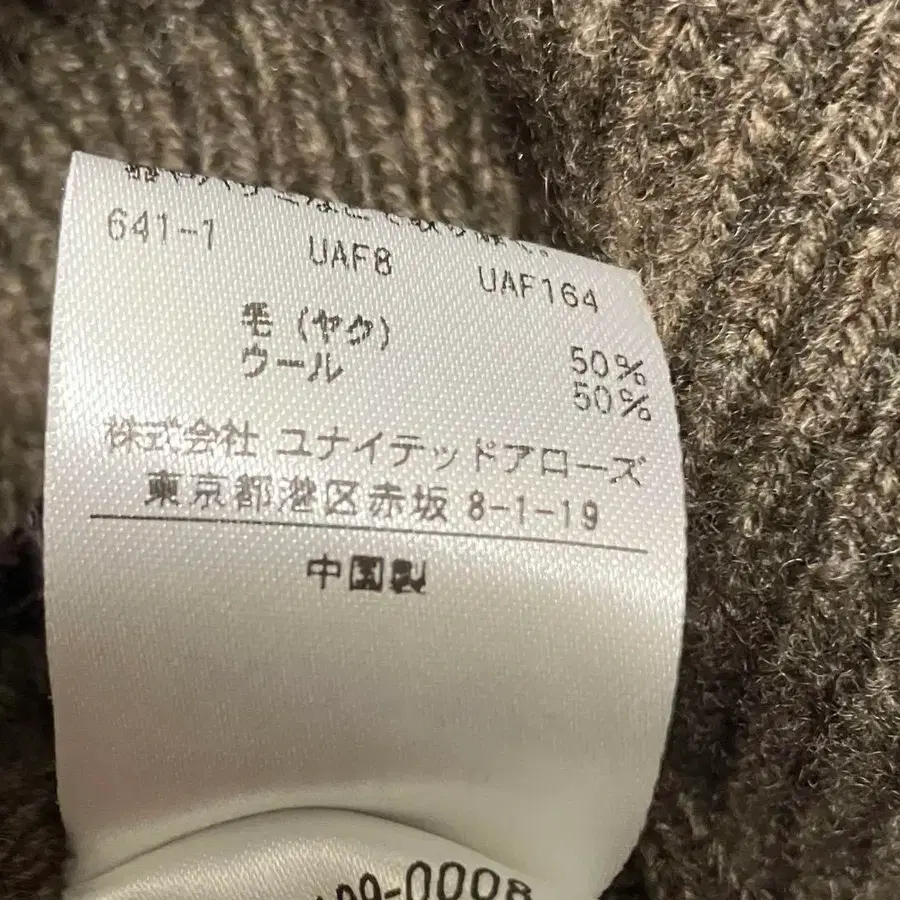 641-1 UAF8 UAF164
毛 (ヤク) 50%
ウール 50%
株式会社 ユナイテッドアローズ
東京都港区赤坂 8-1-19
中国製
09-0008